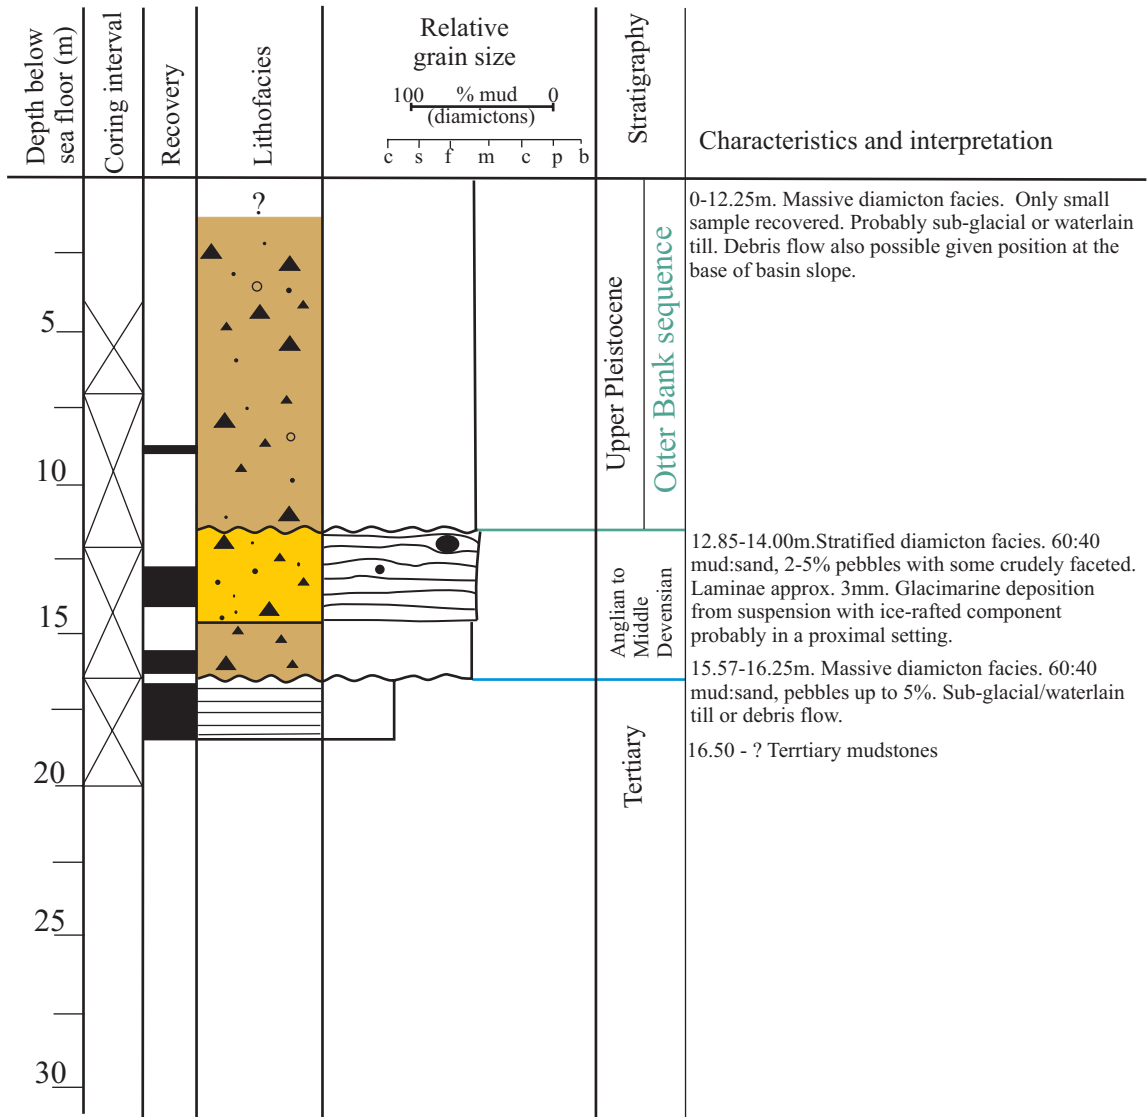 Depth below
sea floor (m)
Coring interval
Recovery
Lithofacies
Relative
grain size
100 % mud 0
(diamictons)
c s f m c p b
Stratigraphy
Characteristics and interpretation
?
5
10
15
20
25
30
Upper Pleistocene
Otter Bank sequence
Anglian to
Middle
Devensian
Tertiary
0-12.25m. Massive diamicton facies. Only small
sample recovered. Probably sub-glacial or waterlain
till. Debris flow also possible given position at the
base of basin slope.
12.85-14.00m.Stratified diamicton facies. 60:40
mud:sand, 2-5% pebbles with some crudely faceted.
Laminae approx. 3mm. Glacimarine deposition
from suspension with ice-rafted component
probably in a proximal setting.
15.57-16.25m. Massive diamicton facies. 60:40
mud:sand, pebbles up to 5%. Sub-glacial/waterlain
till or debris flow.
16.50 - ? Terrtiary mudstones